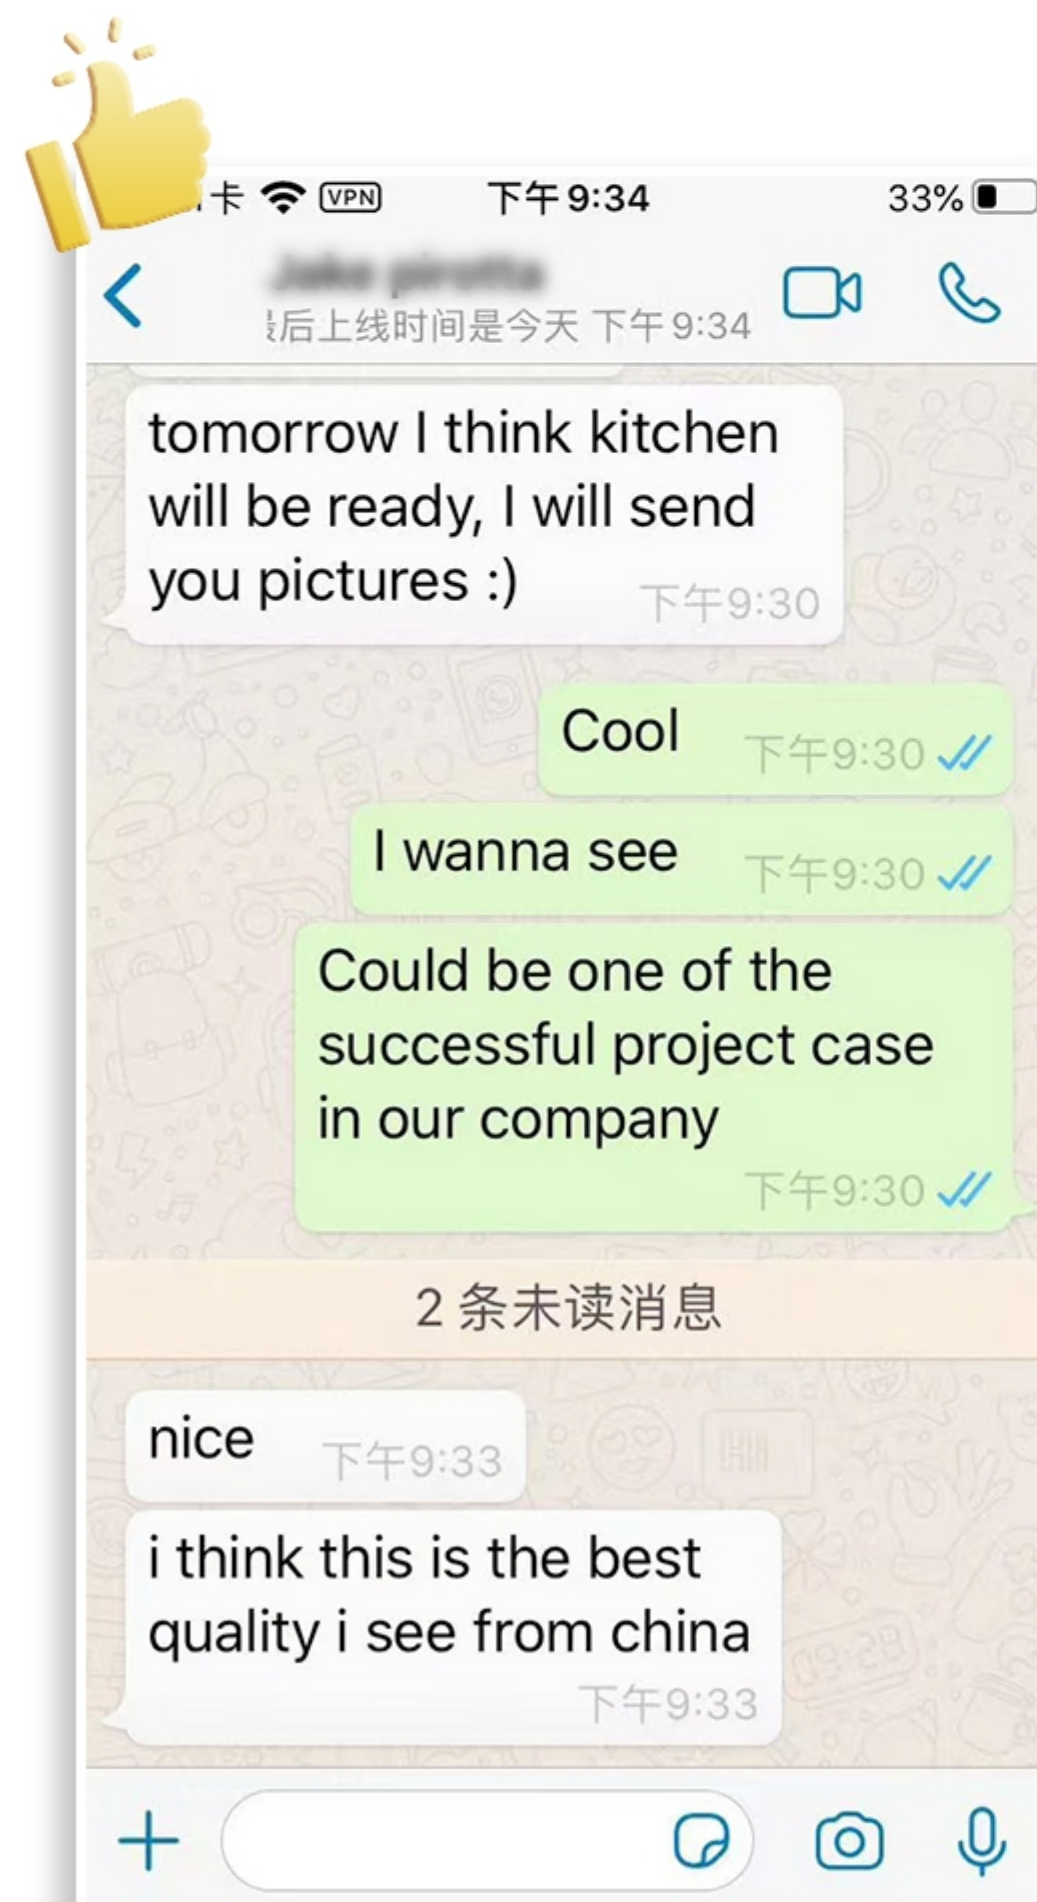 卡 VPN 下午9:34 33%
后上线时间是今天 下午9:34
tomorrow I think kitchen
will be ready, I will send
you pictures :)
下午9:30
Cool 下午9:30
I wanna see 下午9:30
Could be one of the
successful project case
in our company
下午9:30
2 条未读消息
nice 下午9:33
i think this is the best
quality i see from china
下午9:33